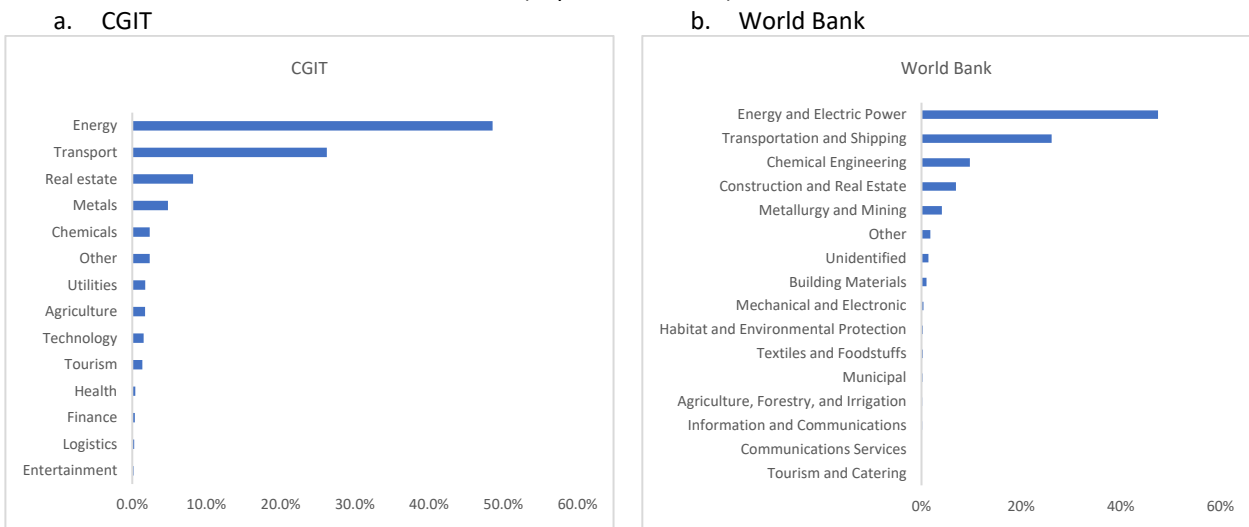 a. CGIT
b. World Bank
CGIT
Energy
Transport
Real estate
Metals
Chemicals
Other
Utilities
Agriculture
Technology
Tourism
Health
Finance
Logistics
Entertainment
0.0% 10.0% 20.0% 30.0% 40.0% 50.0% 60.0%
World Bank
Energy and Electric Power
Transportation and Shipping
Chemical Engineering
Construction and Real Estate
Metallurgy and Mining
Other
Unidentified
Building Materials
Mechanical and Electronic
Habitat and Environmental Protection
Textiles and Foodstuffs
Municipal
Agriculture, Forestry, and Irrigation
Information and Communications
Communications Services
Tourism and Catering
0% 20% 40% 60%